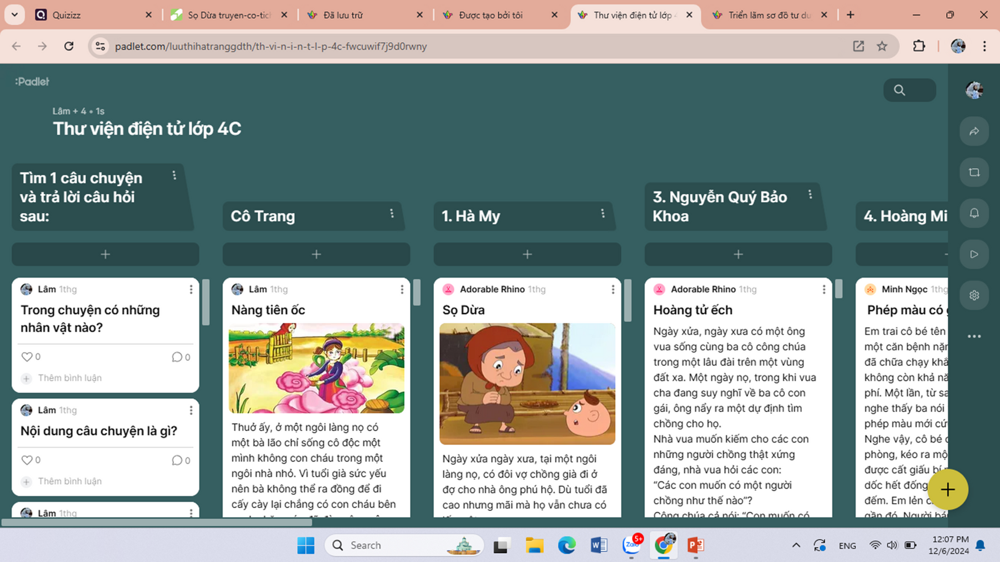 Quizizz
Sọ Dừa truyen-co-tích
Đã lưu trữ
Được tạo bởi tôi
Thư viện điện tử lớp 4
Triển lãm sơ đồ tư du
padlet.com/luuthihatranggdth/th-vi-n-i-n-t-l-p-4c-fwcuwif7j9d0rwny
:Padlet
Lâm + 4 • 1s
Thư viện điện tử lớp 4C
Tìm 1 câu chuyện
và trả lời câu hỏi
sau:
Lâm 1thg
Trong chuyện có những
nhân vật nào?
0 0
Thêm bình luận
Lâm 1thg
Nội dung câu chuyện là gì?
0 0
Thêm bình luận
Lâm 1thg
Cô Trang
Lâm 1thg
Nàng tiên ốc
Thuở ấy, ở một ngôi làng nọ có
một bà lão chỉ sống cô độc một
mình không con cháu trong một
ngôi nhà nhỏ. Vì tuổi già sức yếu
nên bà không thể ra đồng để đi
cấy cày lại chẳng có con cháu bên
1. Hà My
Adorable Rhino 1thg
Sọ Dừa
Ngày xửa ngày xưa, tại một ngôi
làng nọ, có đôi vợ chồng già đi ở
đợ cho nhà ông phú hộ. Dù tuổi đã
cao nhưng mãi mà họ vẫn chưa có
3. Nguyễn Quý Bảo
Khoa
Adorable Rhino 1thg
Hoàng tử ếch
Ngày xửa, ngày xưa có một ông
vua sống cùng ba cô công chúa
trong một lâu đài trên một vùng
đất xa. Một ngày nọ, trong khi vua
cha đang suy nghĩ về ba cô con
gái, ông nẩy ra một dự định tìm
chồng cho họ.
Nhà vua muốn kiếm cho các con
những người chồng thật xứng
đáng, nhà vua hỏi các con:
“Các con muốn có một người
chồng như thế nào”?
Công chúa cả nói: “Con muốn có
4. Hoàng Mi
Minh Ngọc 1thg
Phép màu có g
Em trai cô bé tên
một căn bệnh nặn
đã chữa chạy khắ
không còn khả nă
phí. Một lần, từ sa
nghe thấy ba nói
phép màu mới cứ
Nghe vậy, cô bé c
phòng, kéo ra mộ
được cất giấu bí
dốc hết đống
đếm. Em lẻn
gần đó. Người bá
Search
5+
Zalo
ENG
12:07 PM
12/6/2024